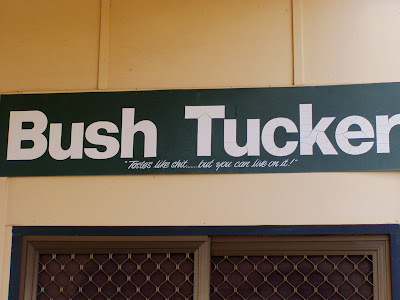 Bush Tucker
"Tastes like shit.....but you can live on it!"